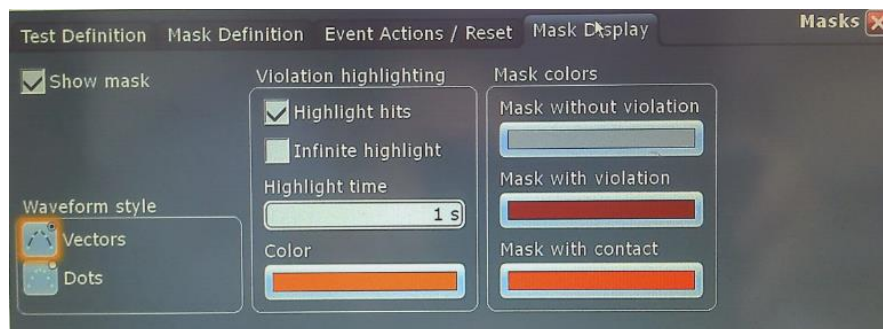 Test Definition Mask Definition Event Actions / Reset Mask Display Masks
Show mask
Violation highlighting
Highlight hits
Infinite highlight
Highlight time
1 s
Color
Mask colors
Mask without violation
Mask with violation
Mask with contact
Waveform style
Vectors
Dots